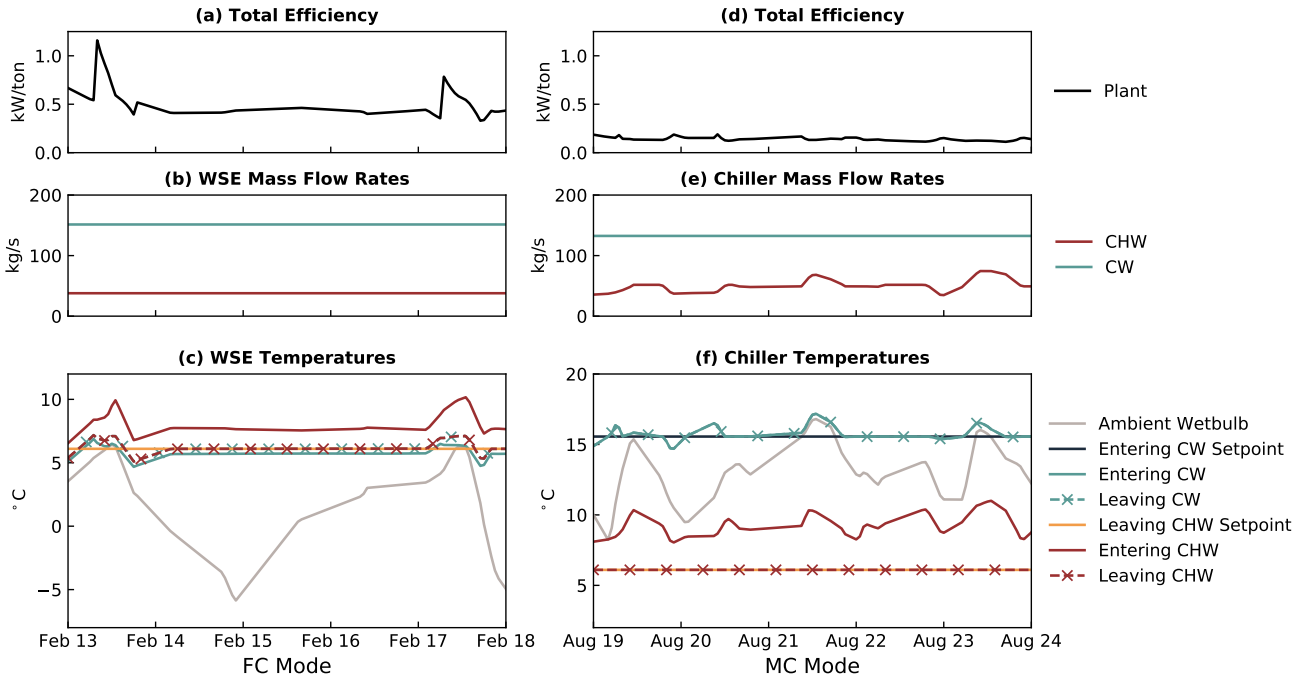 (a) Total Efficiency
(d) Total Efficiency
kW/ton
1.0
0.5
0.0
kW/ton
1.0
0.5
0.0
Plant
(b) WSE Mass Flow Rates
(e) Chiller Mass Flow Rates
kg/s
200
100
0
kg/s
200
100
0
CHW
CW
(c) WSE Temperatures
(f) Chiller Temperatures
°C
10
5
0
−5
°C
20
15
10
5
Ambient Wetbulb
Entering CW Setpoint
Entering CW
Leaving CW
Leaving CHW Setpoint
Entering CHW
Leaving CHW
Feb 13 Feb 14 Feb 15 Feb 16 Feb 17 Feb 18
Aug 19 Aug 20 Aug 21 Aug 22 Aug 23 Aug 24
FC Mode
MC Mode